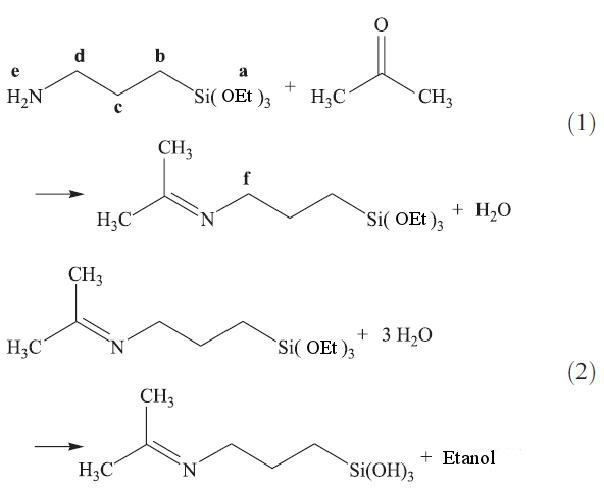 e d b a
H₂N c Si( OEt )₃ + H₃C O CH₃ (1)
CH₃
H₃C N f Si( OEt )₃ + H₂O
CH₃
H₃C N Si( OEt )₃ + 3 H₂O (2)
CH₃
H₃C N Si(OH)₃ + Etanol